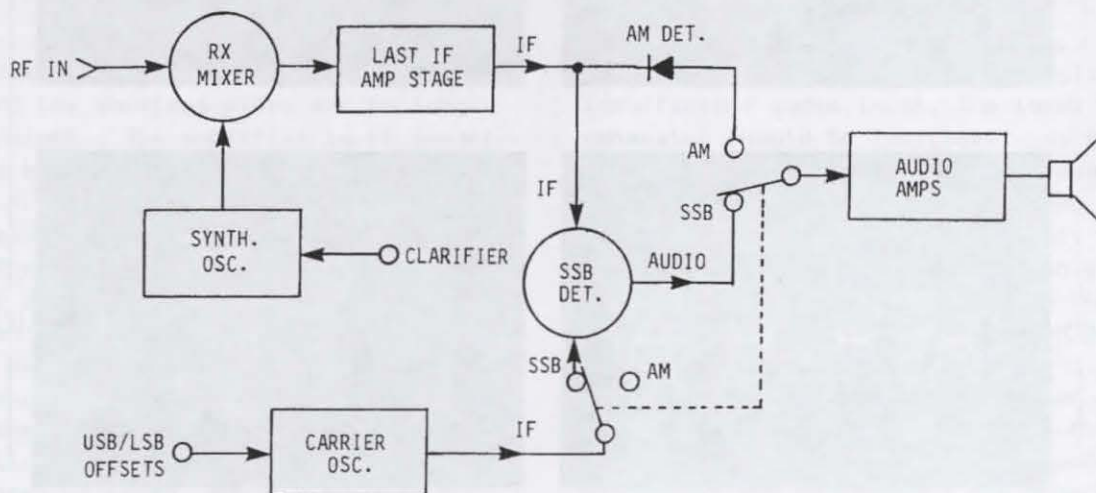 RF IN
RX
MIXER
LAST IF
AMP STAGE
IF
AM DET.
SYNTH.
OSC.
CLARIFIER
IF
AM
SSB
AUDIO
AMPS
SSB
DET.
AUDIO
SSB
AM
USB/LSB
OFFSETS
CARRIER
OSC.
IF